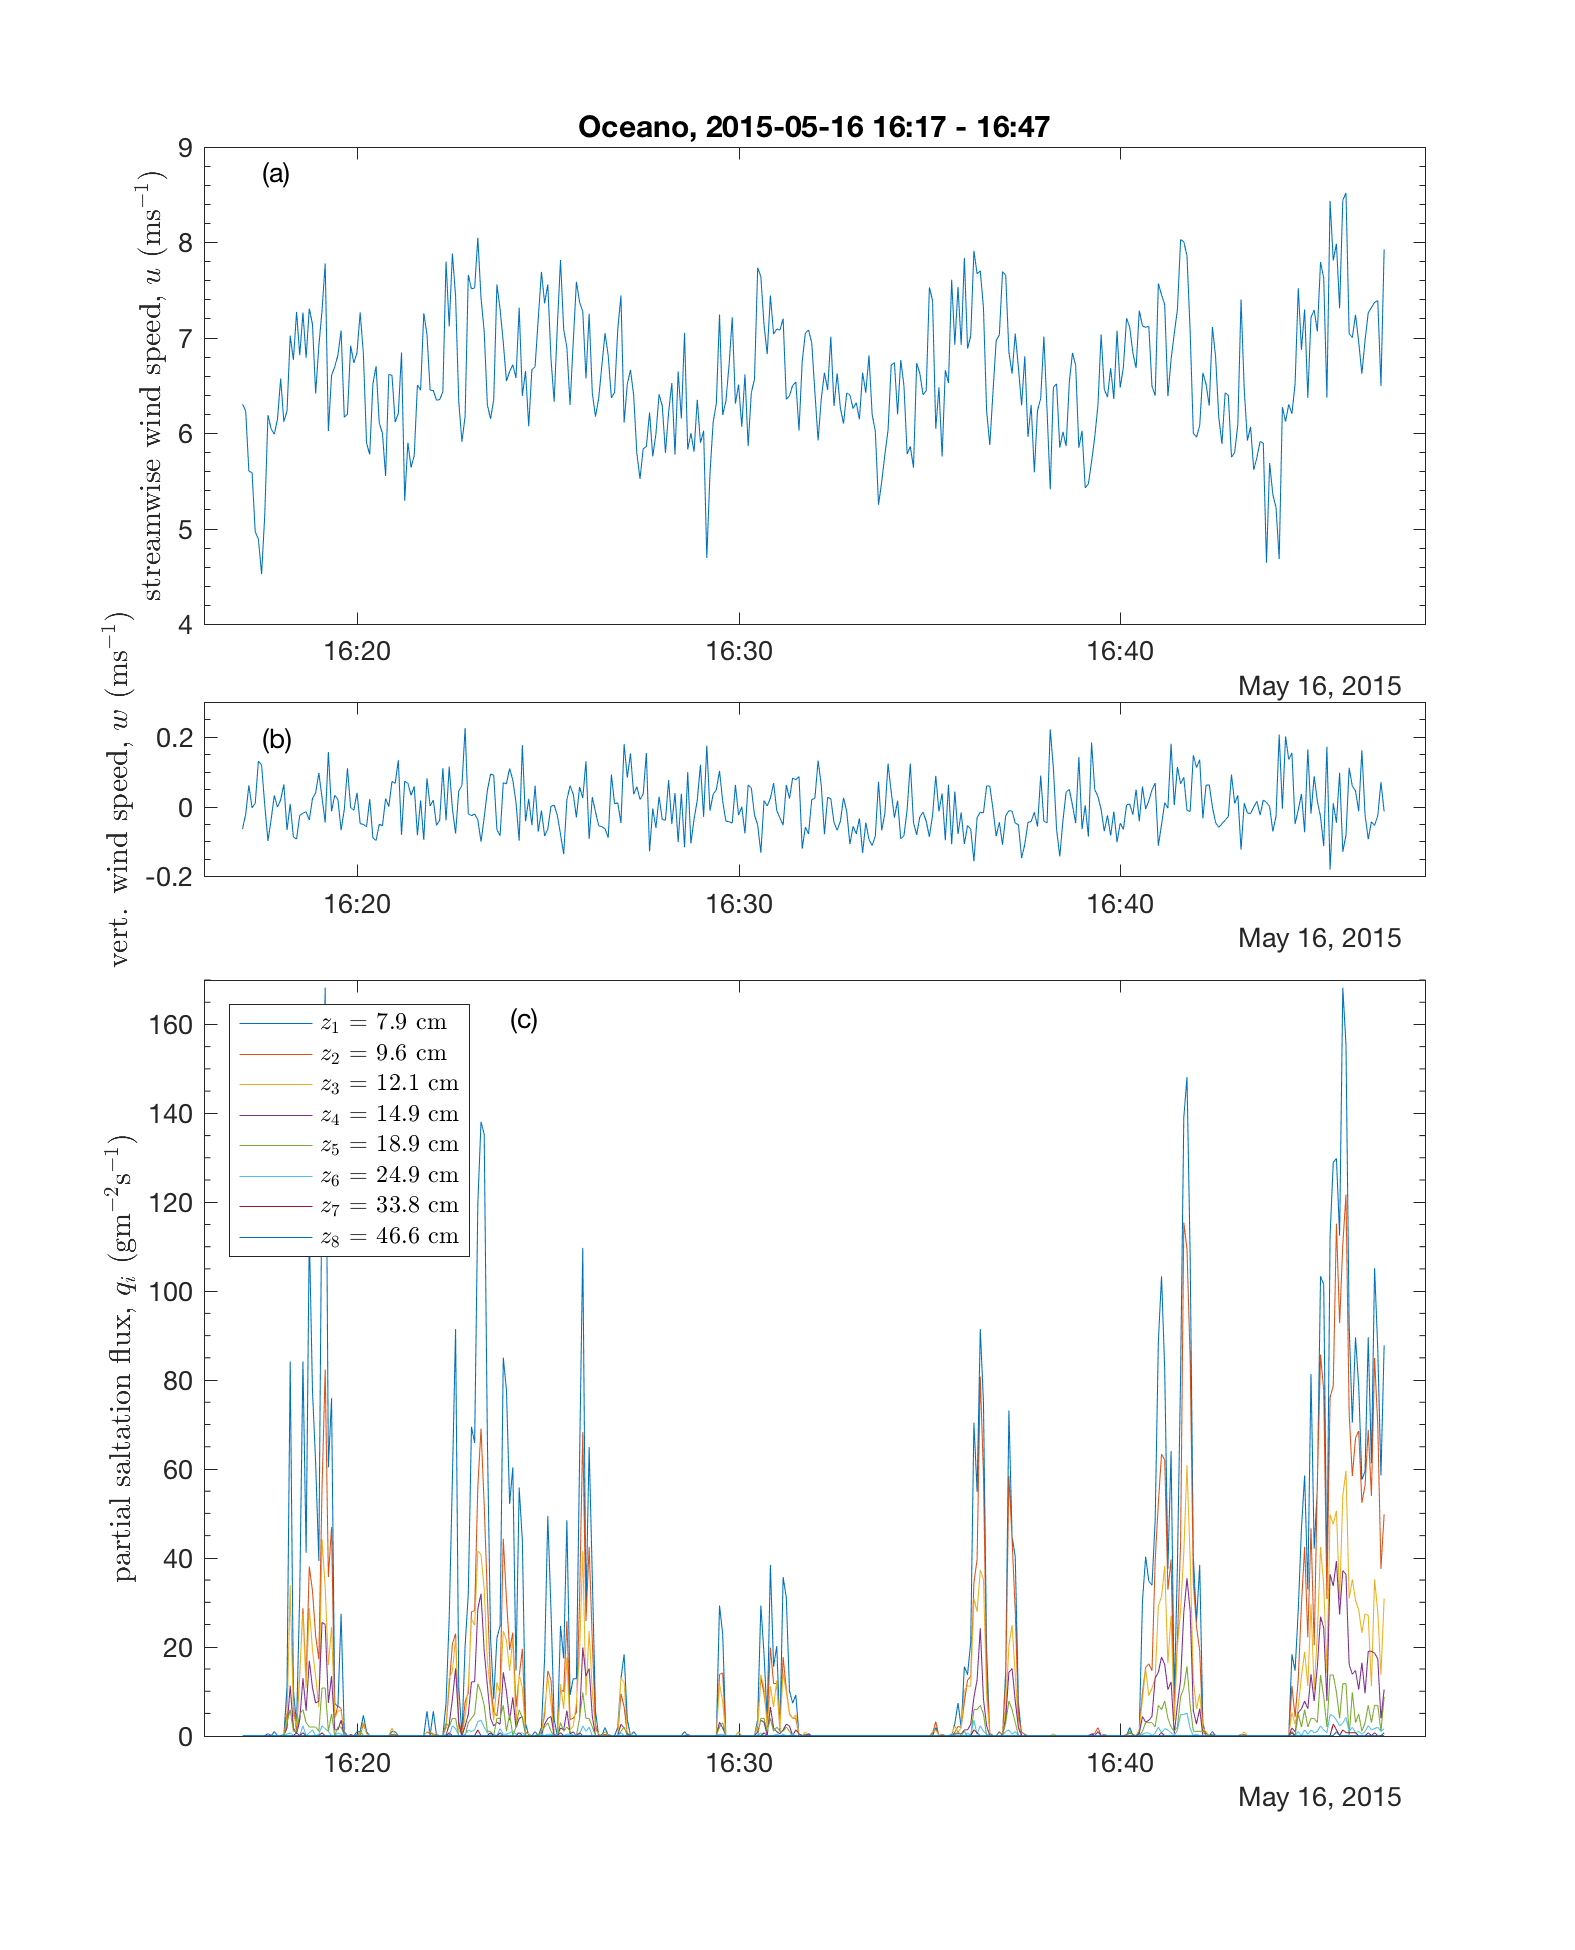 Oceano, 2015-05-16 16:17 - 16:47
(a)
streamwise wind speed, u (ms⁻¹)
9
8
7
6
5
4
16:20 16:30 16:40
May 16, 2015
(b)
vert. wind speed, w (ms⁻¹)
0.2
0
-0.2
16:20 16:30 16:40
May 16, 2015
(c)
partial saltation flux, qᵢ (gm⁻²s⁻¹)
160
140
120
100
80
60
40
20
0
z₁ = 7.9 cm
z₂ = 9.6 cm
z₃ = 12.1 cm
z₄ = 14.9 cm
z₅ = 18.9 cm
z₆ = 24.9 cm
z₇ = 33.8 cm
z₈ = 46.6 cm
16:20 16:30 16:40
May 16, 2015